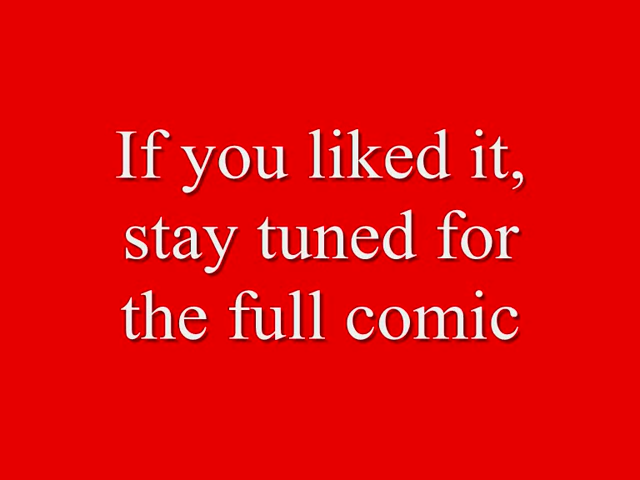 If you liked it,
stay tuned for
the full comic